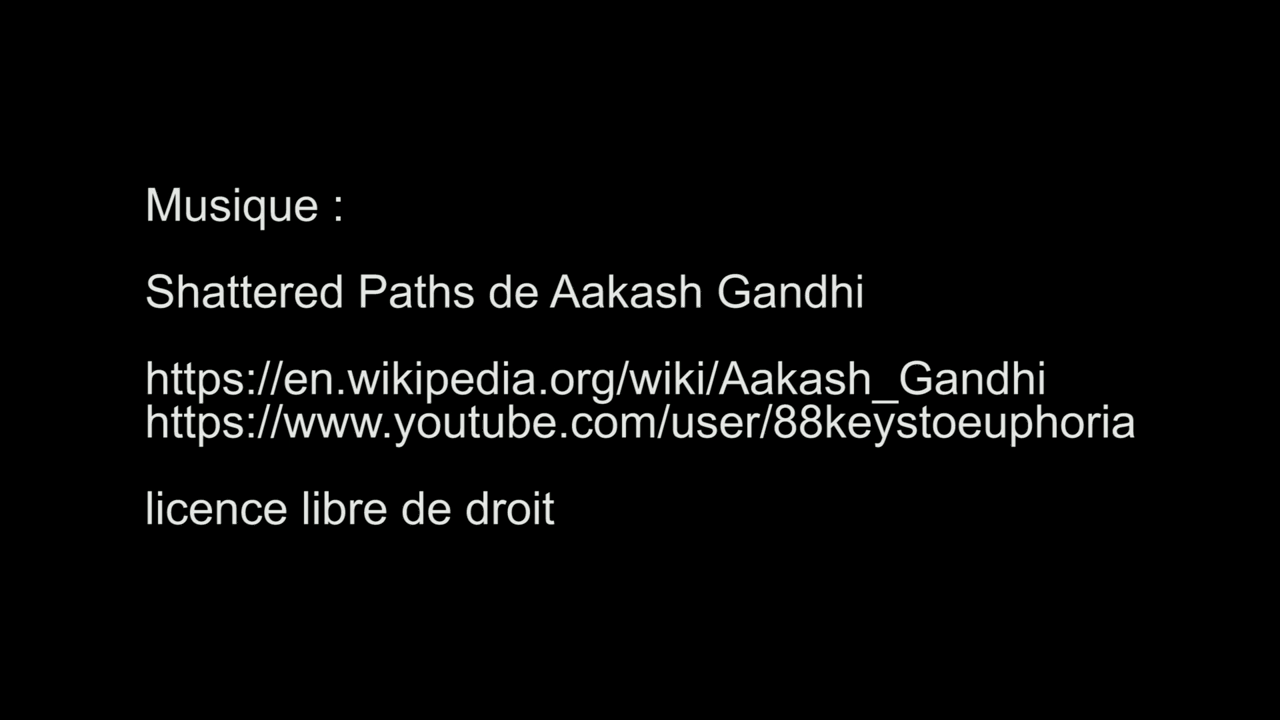 Musique :
Shattered Paths de Aakash Gandhi
https://en.wikipedia.org/wiki/Aakash_Gandhi
https://www.youtube.com/user/88keystoeuphoria
licence libre de droit